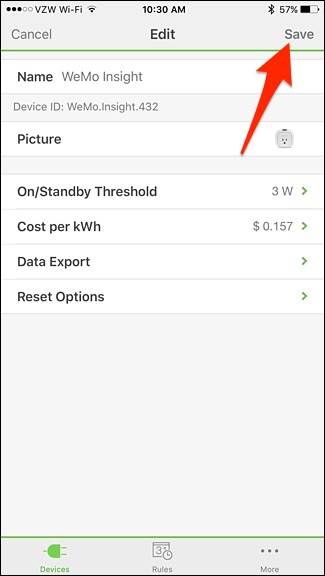 VZW Wi-Fi 10:30 AM 57%
Cancel Edit Save
Name WeMo Insight
Device ID: WeMo.Insight.432
Picture
On/Standby Threshold 3 W
Cost per kWh $ 0.157
Data Export
Reset Options
Devices Rules More